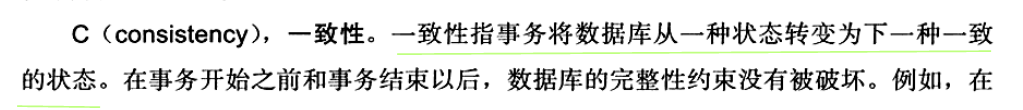 C（consistency），一致性。一致性指事务将数据库从一种状态转变为下一种一致
的状态。在事务开始之前和事务结束以后，数据库的完整性约束没有被破坏。例如，在